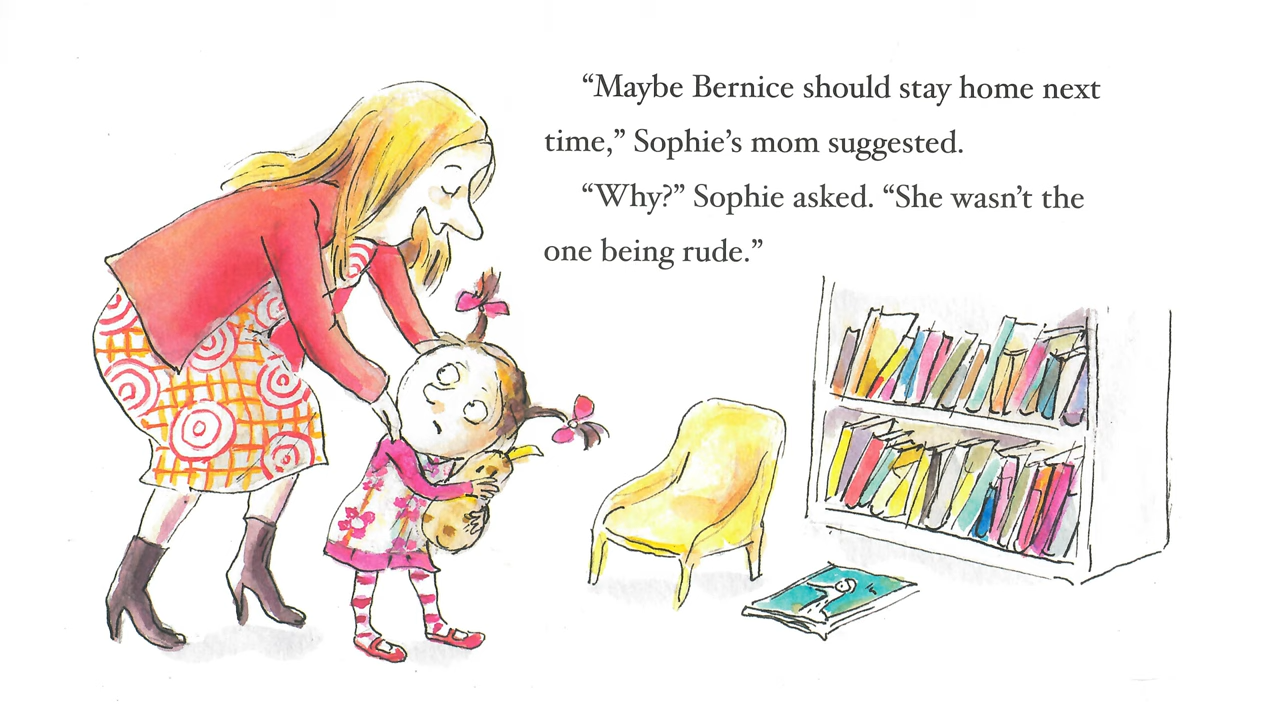 “Maybe Bernice should stay home next
time,” Sophie’s mom suggested.
“Why?” Sophie asked. “She wasn’t the
one being rude.”